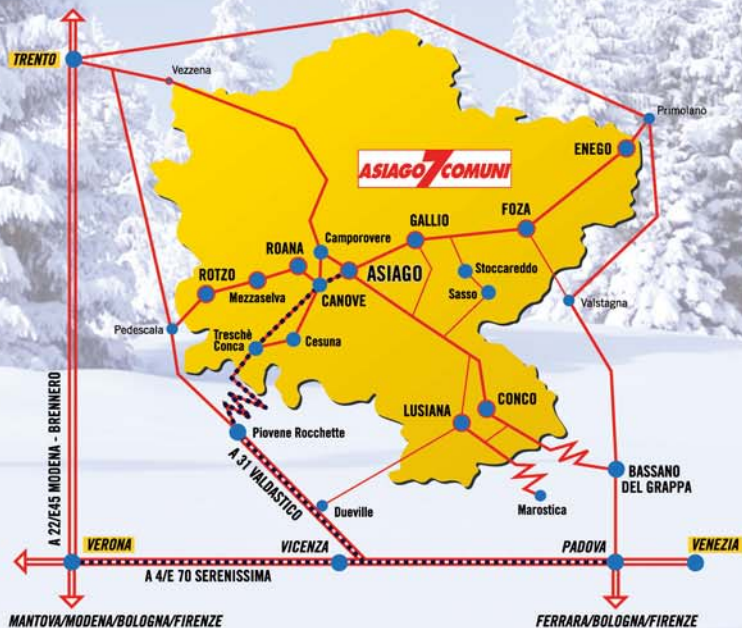 TRENTO
Vezzena
Primolano
ENEGO
ASIAGO 7 COMUNI
FOZA
GALLIO
Camporovere
ROANA
ASIAGO
Stoccareddo
ROTZO
Mezzaselva
CANOVE
Sasso
Valstagna
Pedescala
Treschè
Conca
Cesuna
CONCO
LUSIANA
Piovene Rocchette
BASSANO
DEL GRAPPA
A 22/E45 MODENA - BRENNERO
A 31 VALDASTICO
Dueville
Marostica
VERONA
VICENZA
PADOVA
VENEZIA
A 4/E 70 SERENISSIMA
MANTOVA/MODENA/BOLOGNA/FIRENZE
FERRARA/BOLOGNA/FIRENZE